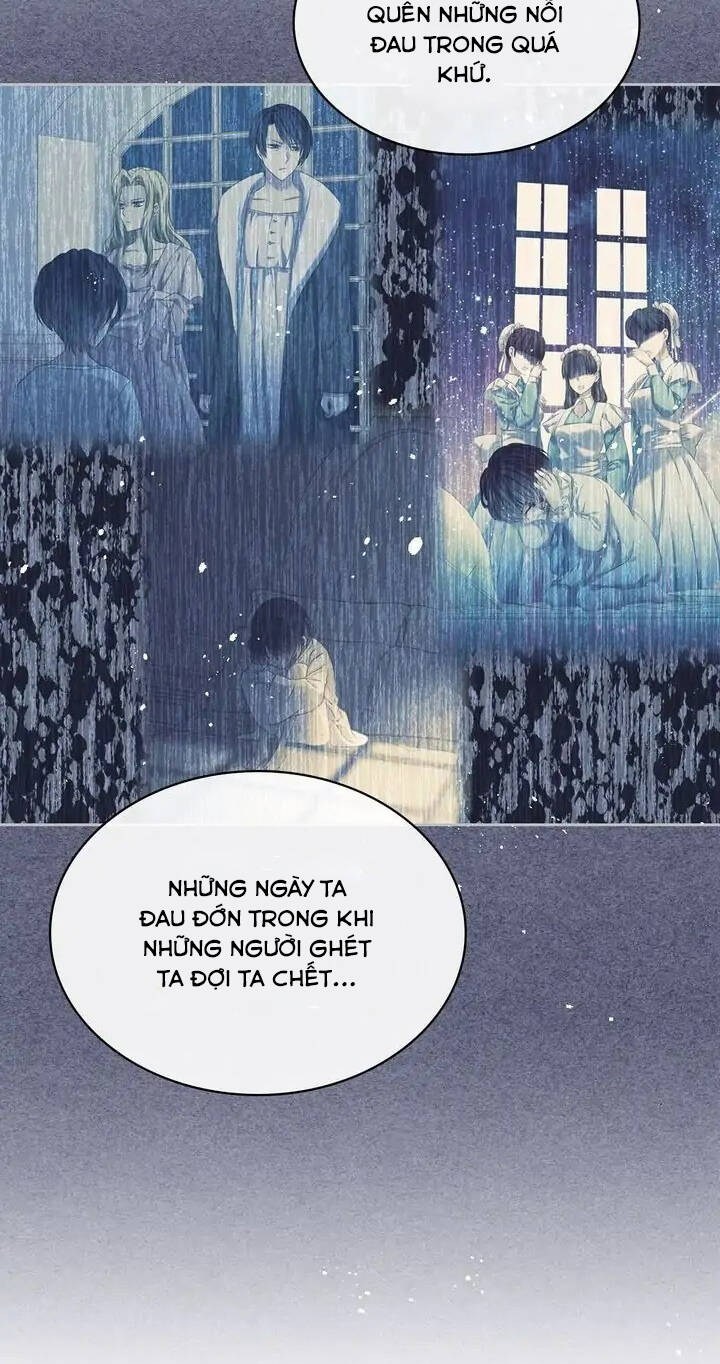 QUÊN NHỮNG NỖI
ĐAU TRONG QUÁ
KHỨ.
NHỮNG NGÀY TA
ĐAU ĐỚN TRONG KHI
NHỮNG NGƯỜI GHÉT
TA ĐỢI TA CHẾT...